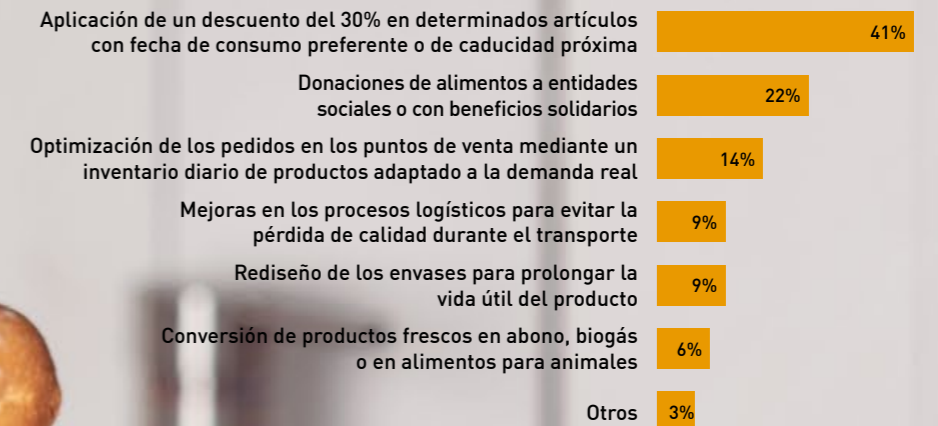 Aplicación de un descuento del 30% en determinados artículos
con fecha de consumo preferente o de caducidad próxima
41%
Donaciones de alimentos a entidades
sociales o con beneficios solidarios
22%
Optimización de los pedidos en los puntos de venta mediante un
inventario diario de productos adaptado a la demanda real
14%
Mejoras en los procesos logísticos para evitar la
pérdida de calidad durante el transporte
9%
Rediseño de los envases para prolongar la
vida útil del producto
9%
Conversión de productos frescos en abono, biogás
o en alimentos para animales
6%
Otros
3%